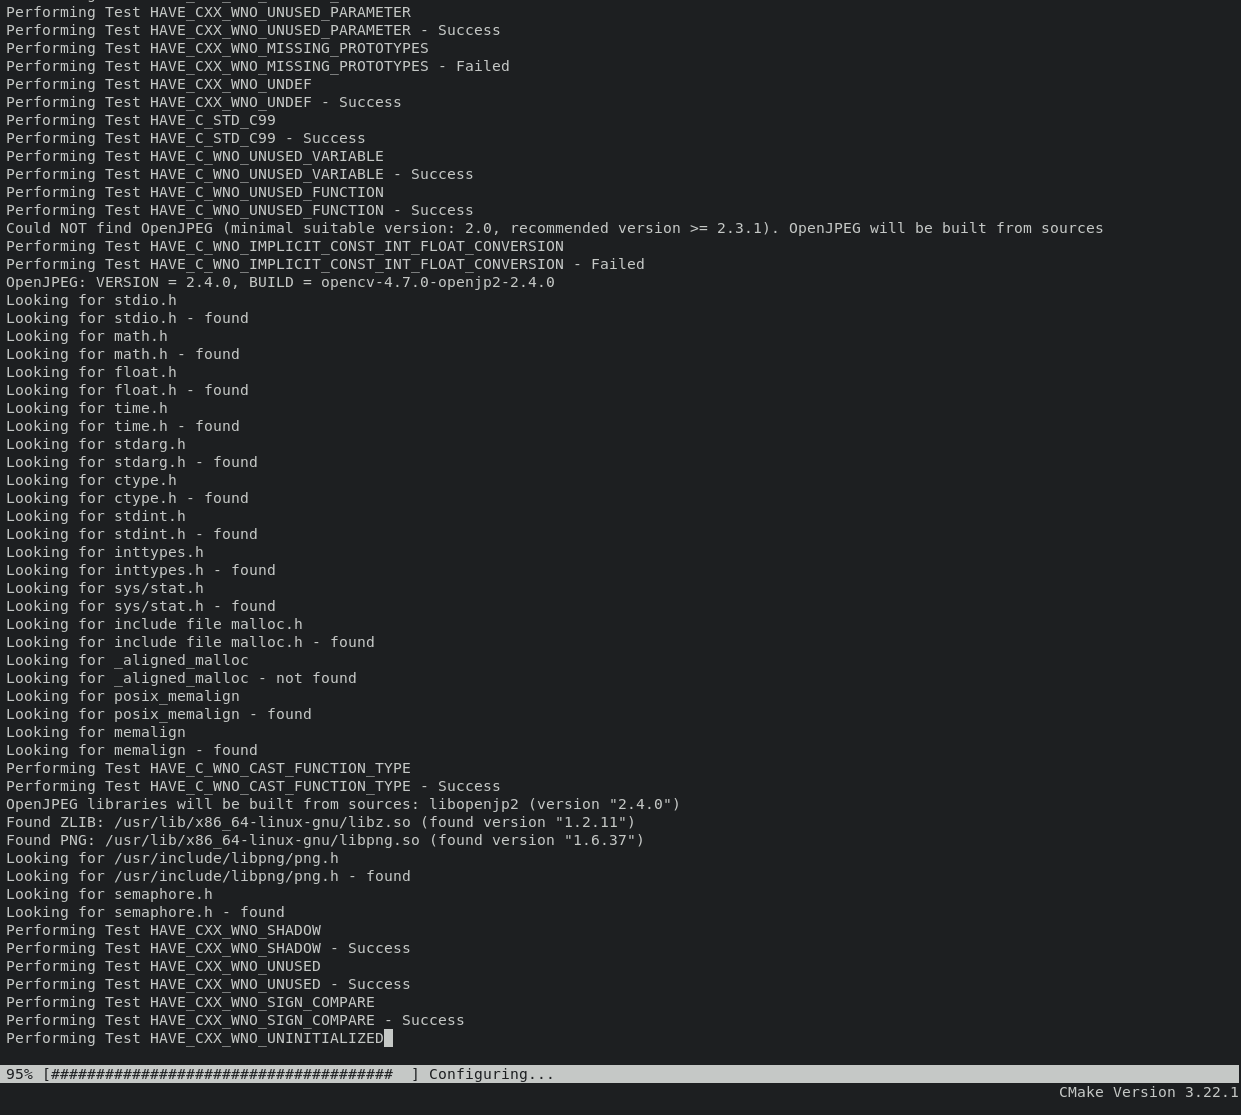 Performing Test HAVE_CXX_WNO_UNUSED_PARAMETER
Performing Test HAVE_CXX_WNO_UNUSED_PARAMETER - Success
Performing Test HAVE_CXX_WNO_MISSING_PROTOTYPES
Performing Test HAVE_CXX_WNO_MISSING_PROTOTYPES - Failed
Performing Test HAVE_CXX_WNO_UNDEF
Performing Test HAVE_CXX_WNO_UNDEF - Success
Performing Test HAVE_C_STD_C99
Performing Test HAVE_C_STD_C99 - Success
Performing Test HAVE_C_WNO_UNUSED_VARIABLE
Performing Test HAVE_C_WNO_UNUSED_VARIABLE - Success
Performing Test HAVE_C_WNO_UNUSED_FUNCTION
Performing Test HAVE_C_WNO_UNUSED_FUNCTION - Success
Could NOT find OpenJPEG (minimal suitable version: 2.0, recommended version >= 2.3.1). OpenJPEG will be built from sources
Performing Test HAVE_C_WNO_IMPLICIT_CONST_INT_FLOAT_CONVERSION
Performing Test HAVE_C_WNO_IMPLICIT_CONST_INT_FLOAT_CONVERSION - Failed
OpenJPEG: VERSION = 2.4.0, BUILD = opencv-4.7.0-openjp2-2.4.0
Looking for stdio.h
Looking for stdio.h - found
Looking for math.h
Looking for math.h - found
Looking for float.h
Looking for float.h - found
Looking for time.h
Looking for time.h - found
Looking for stdarg.h
Looking for stdarg.h - found
Looking for ctype.h
Looking for ctype.h - found
Looking for stdint.h
Looking for stdint.h - found
Looking for inttypes.h
Looking for inttypes.h - found
Looking for sys/stat.h
Looking for sys/stat.h - found
Looking for include file malloc.h
Looking for include file malloc.h - found
Looking for _aligned_malloc
Looking for _aligned_malloc - not found
Looking for posix_memalign
Looking for posix_memalign - found
Looking for memalign
Looking for memalign - found
Performing Test HAVE_C_WNO_CAST_FUNCTION_TYPE
Performing Test HAVE_C_WNO_CAST_FUNCTION_TYPE - Success
OpenJPEG libraries will be built from sources: libopenjp2 (version "2.4.0")
Found ZLIB: /usr/lib/x86_64-linux-gnu/libz.so (found version "1.2.11")
Found PNG: /usr/lib/x86_64-linux-gnu/libpng.so (found version "1.6.37")
Looking for /usr/include/libpng/png.h
Looking for /usr/include/libpng/png.h - found
Looking for semaphore.h
Looking for semaphore.h - found
Performing Test HAVE_CXX_WNO_SHADOW
Performing Test HAVE_CXX_WNO_SHADOW - Success
Performing Test HAVE_CXX_WNO_UNUSED
Performing Test HAVE_CXX_WNO_UNUSED - Success
Performing Test HAVE_CXX_WNO_SIGN_COMPARE
Performing Test HAVE_CXX_WNO_SIGN_COMPARE - Success
Performing Test HAVE_CXX_WNO_UNINITIALIZED
95% [######################################  ] Configuring...
CMake Version 3.22.1